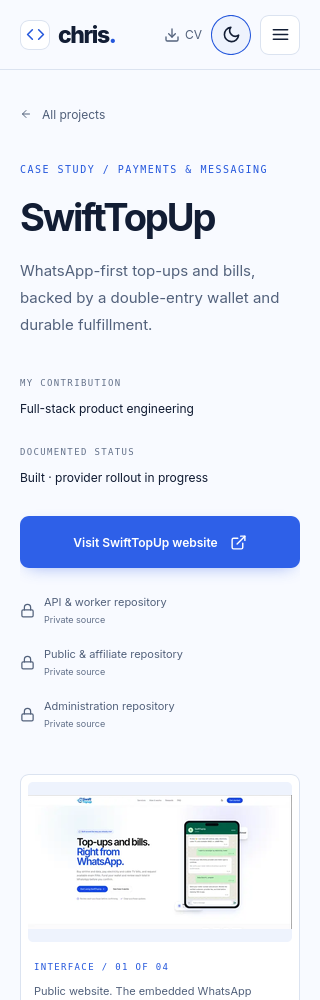 chris.
CV
All projects
CASE STUDY / PAYMENTS & MESSAGING
SwiftTopUp
WhatsApp-first top-ups and bills,
backed by a double-entry wallet and
durable fulfillment.
MY CONTRIBUTION
Full-stack product engineering
DOCUMENTED STATUS
Built · provider rollout in progress
Visit SwiftTopUp website
API & worker repository
Private source
Public & affiliate repository
Private source
Administration repository
Private source
Top-ups and bills.
Right from
WhatsApp.
INTERFACE / 01 OF 04
Public website. The embedded WhatsApp